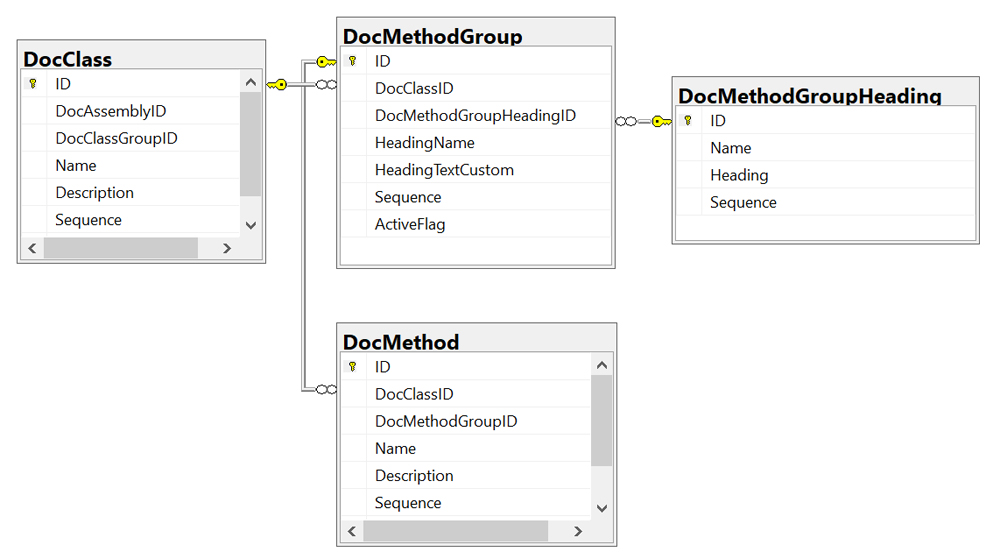 DocClass
ID
DocAssemblyID
DocClassGroupID
Name
Description
Sequence
DocMethodGroup
ID
DocClassID
DocMethodGroupHeadingID
HeadingName
HeadingTextCustom
Sequence
ActiveFlag
DocMethodGroupHeading
ID
Name
Heading
Sequence
DocMethod
ID
DocClassID
DocMethodGroupID
Name
Description
Sequence